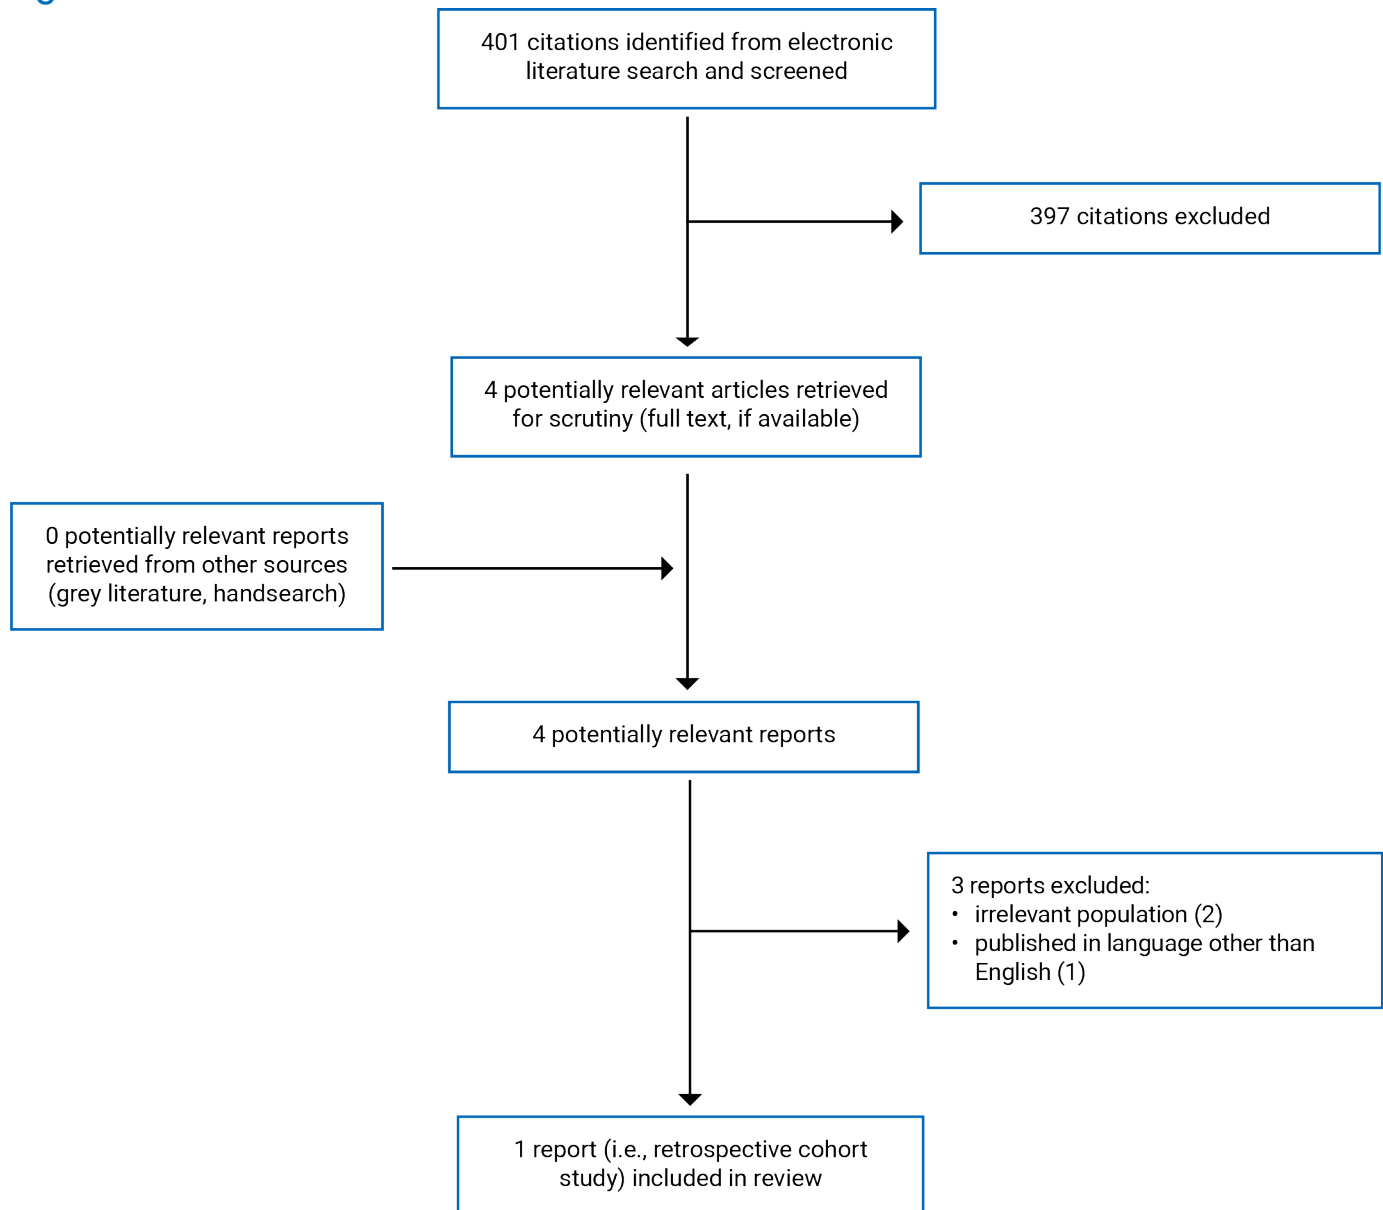 401 citations identified from electronic
literature search and screened
397 citations excluded
4 potentially relevant articles retrieved
for scrutiny (full text, if available)
0 potentially relevant reports
retrieved from other sources
(grey literature, handsearch)
4 potentially relevant reports
3 reports excluded:
• irrelevant population (2)
• published in language other than
English (1)
1 report (i.e., retrospective cohort
study) included in review